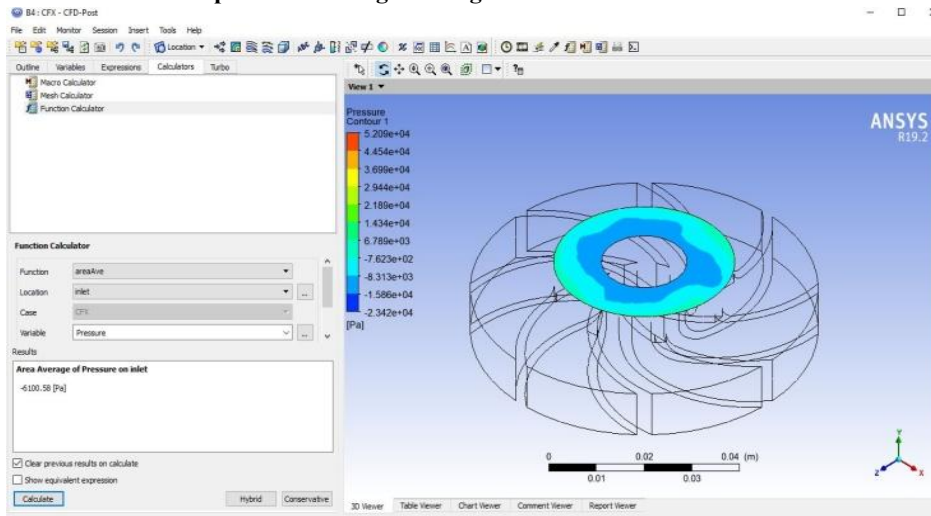 B4 : CFX - CFD-Post
File Edit Monitor Session Insert Tools Help
Location
Outline Variables Expressions Calculators Turbo
Macro Calculator
Mesh Calculator
Function Calculator
Function Calculator
Function areaAve
Location inlet
Case CFX
Variable Pressure
Results
Area Average of Pressure on inlet
-6100.58 [Pa]
Clear previous results on calculate
Show equivalent expression
Calculate Hybrid Conservative
View 1
Pressure
Contour 1
5.209e+04
4.454e+04
3.699e+04
2.944e+04
2.189e+04
1.434e+04
6.789e+03
-7.623e+02
-8.313e+03
-1.586e+04
-2.342e+04
[Pa]
ANSYS
R19.2
0 0.02 0.04 (m)
0.01 0.03
Y
Z X
3D Viewer Table Viewer Chart Viewer Comment Viewer Report Viewer